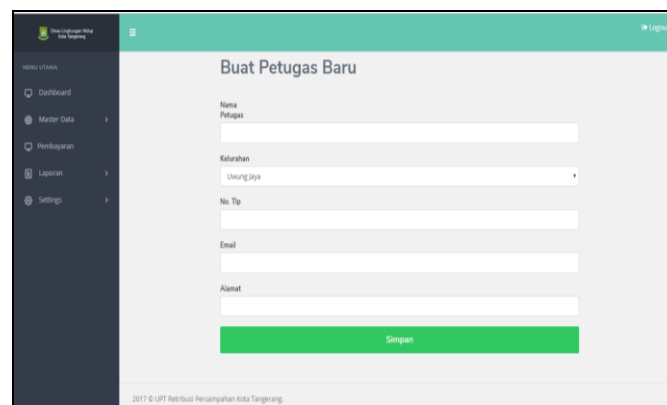 Dinas Lingkungan Hidup
Kota Tangerang
Logout
MENU UTAMA
Dashboard
Master Data
Pembayaran
Laporan
Settings
Buat Petugas Baru
Nama
Petugas
Kelurahan
Uwung Jaya
No. Tlp
Email
Alamat
Simpan
2017 © UPT Retribusi Persampahan Kota Tangerang.